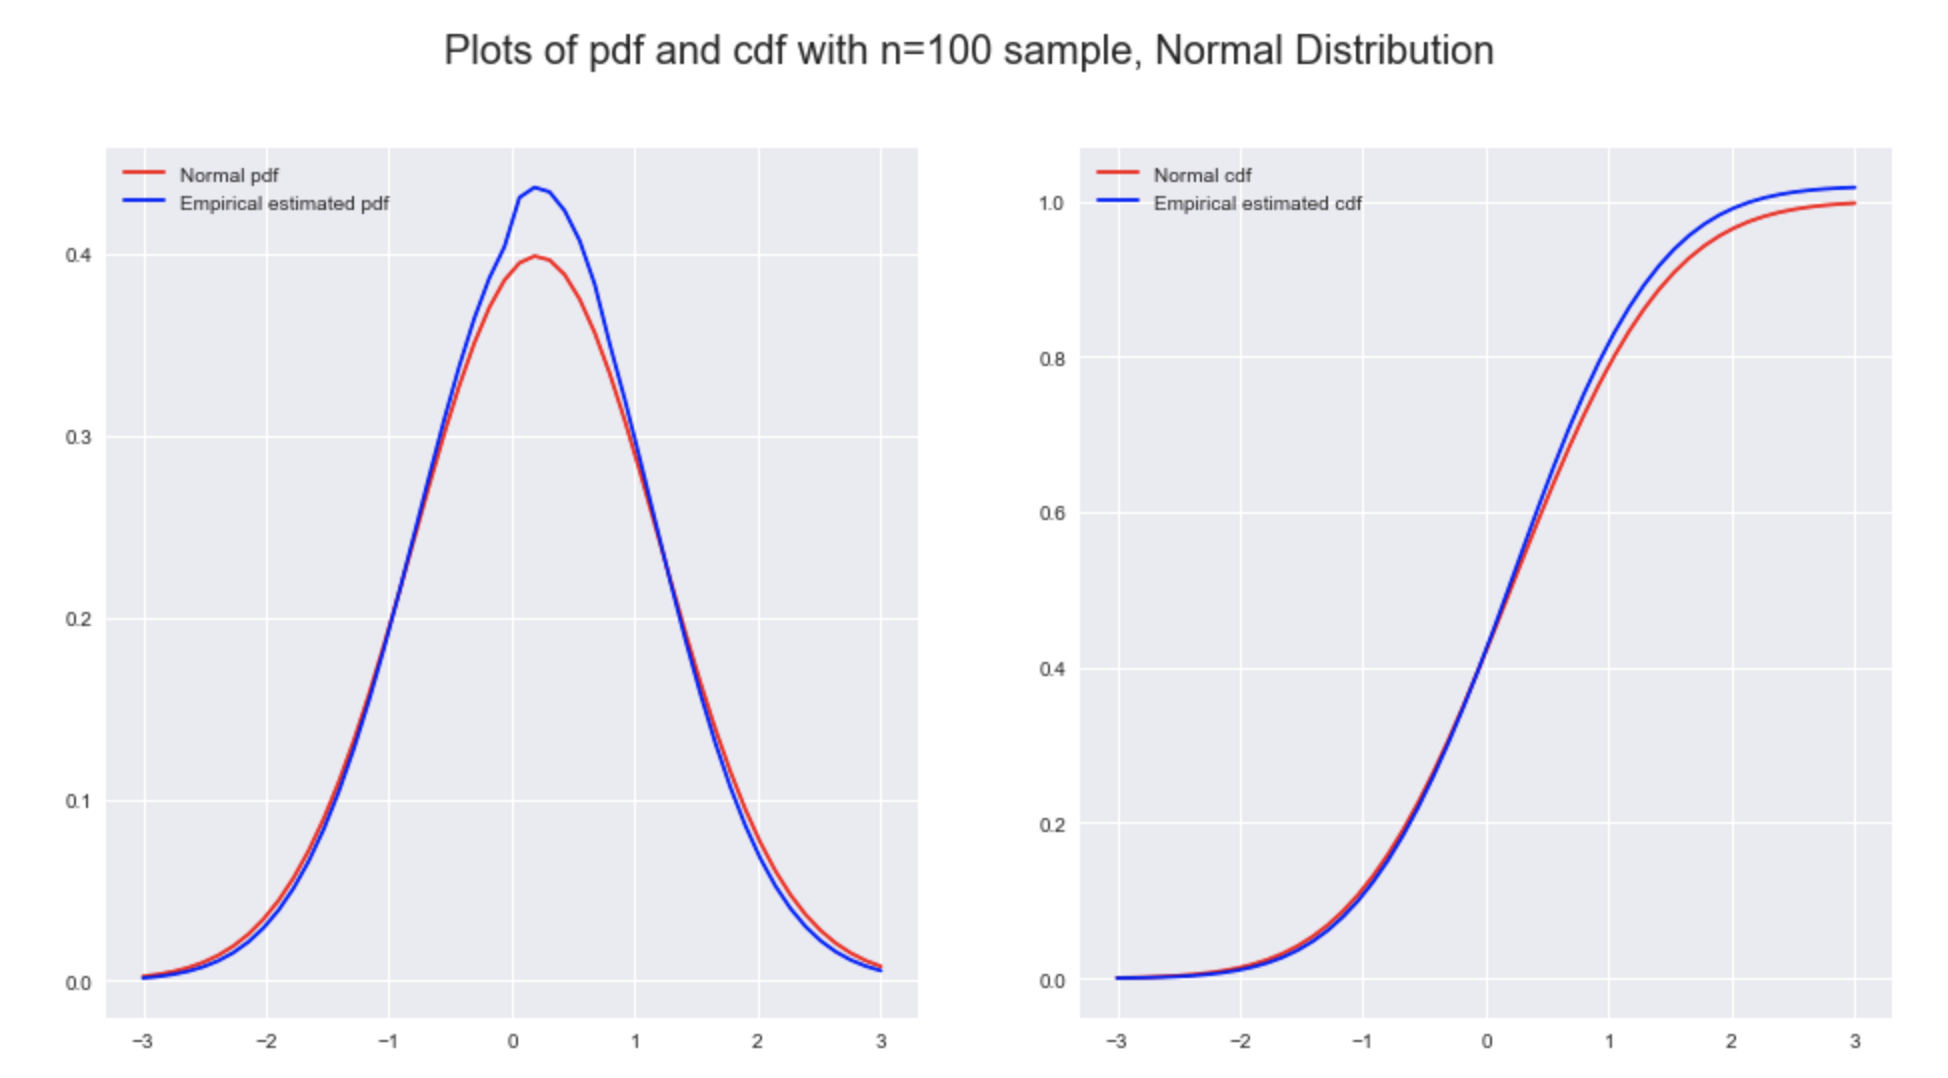 Plots of pdf and cdf with n=100 sample, Normal Distribution
Normal pdf
Empirical estimated pdf
0.4
0.3
0.2
0.1
0.0
−3 −2 −1 0 1 2 3
Normal cdf
Empirical estimated cdf
1.0
0.8
0.6
0.4
0.2
0.0
−3 −2 −1 0 1 2 3